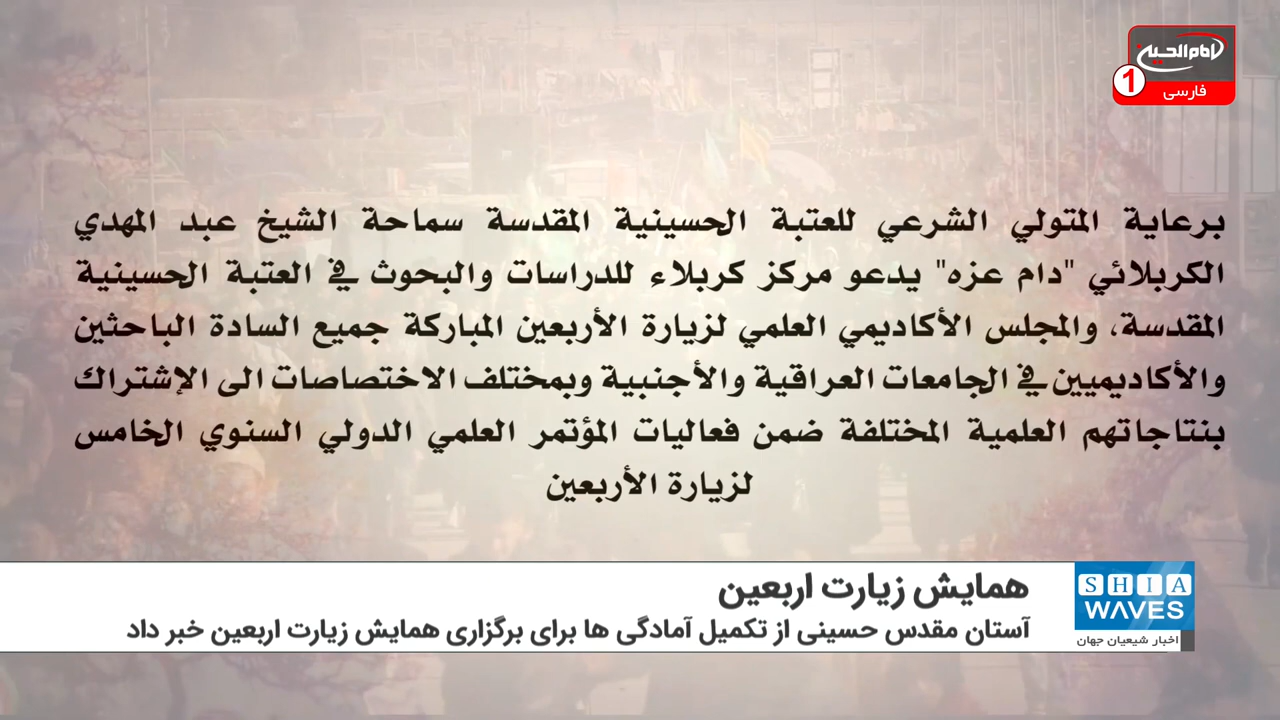 امام الحسین
1
فارسی
برعاية المتولي الشرعي للعتبة الحسينية المقدسة سماحة الشيخ عبد المهدي
الكربلائي "دام عزه" يدعو مركز كربلاء للدراسات والبحوث في العتبة الحسينية
المقدسة، والمجلس الأكاديمي العلمي لزيارة الأربعين المباركة جميع السادة الباحثين
والأكاديميين في الجامعات العراقية والأجنبية وبمختلف الاختصاصات الى الإشتراك
بنتاجاتهم العلمية المختلفة ضمن فعاليات المؤتمر العلمي الدولي السنوي الخامس
لزيارة الأربعين
همایش زیارت اربعین
آستان مقدس حسینی از تکمیل آمادگی ها برای برگزاری همایش زیارت اربعین خبر داد
SHIA
WAVES
اخبار شیعیان جهان